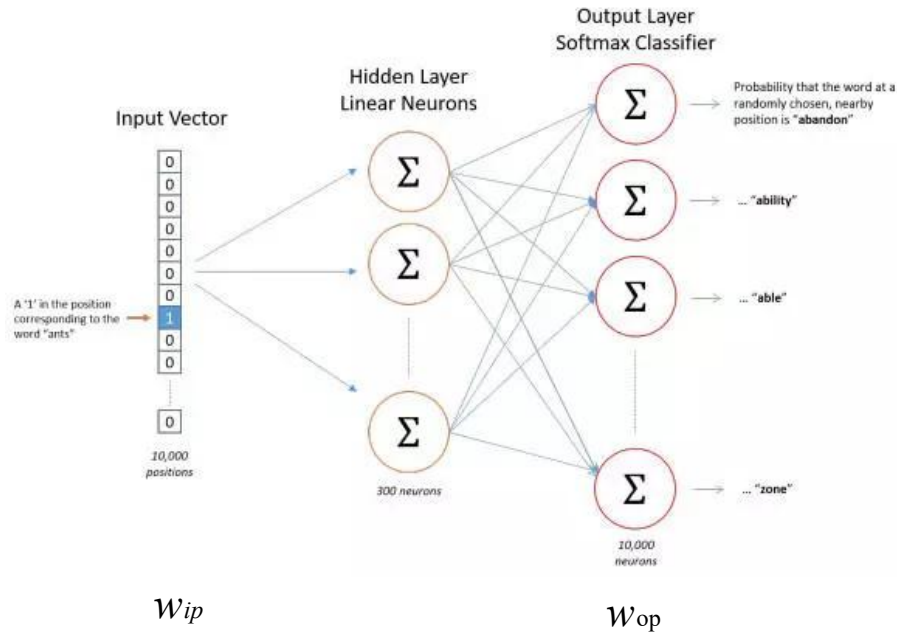 Output Layer
Softmax Classifier
Hidden Layer
Linear Neurons
Input Vector
0
0
0
0
0
0
0
1
0
0
0
A '1' in the position
corresponding to the
word "ants"
10,000
positions
Σ
Σ
Σ
300 neurons
Σ
Σ
Σ
Σ
10,000
neurons
Probability that the word at a
randomly chosen, nearby
position is "abandon"
... "ability"
... "able"
... "zone"
wip
wop